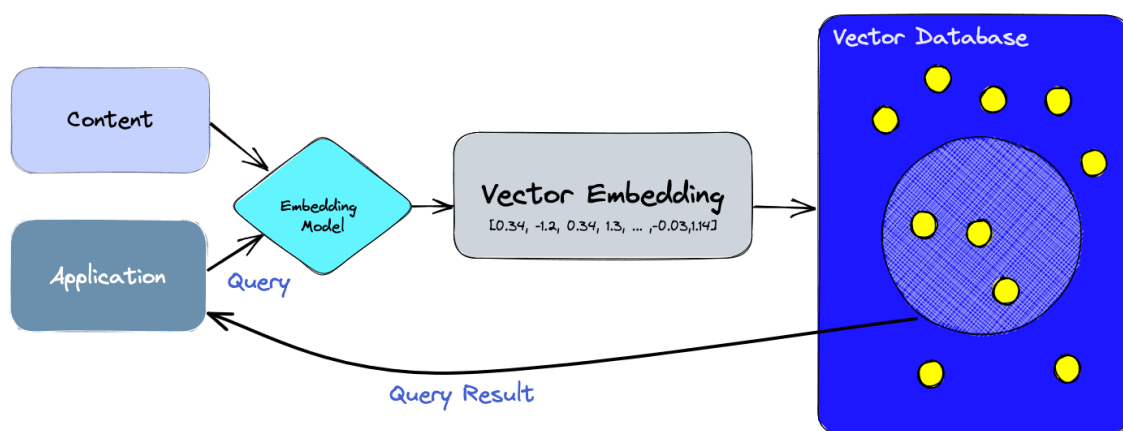 Vector Database
Content
Embedding
Model
Vector Embedding
[0.34, -1.2, 0.34, 1.3, ... ,-0.03,1.14]
Application
Query
Query Result